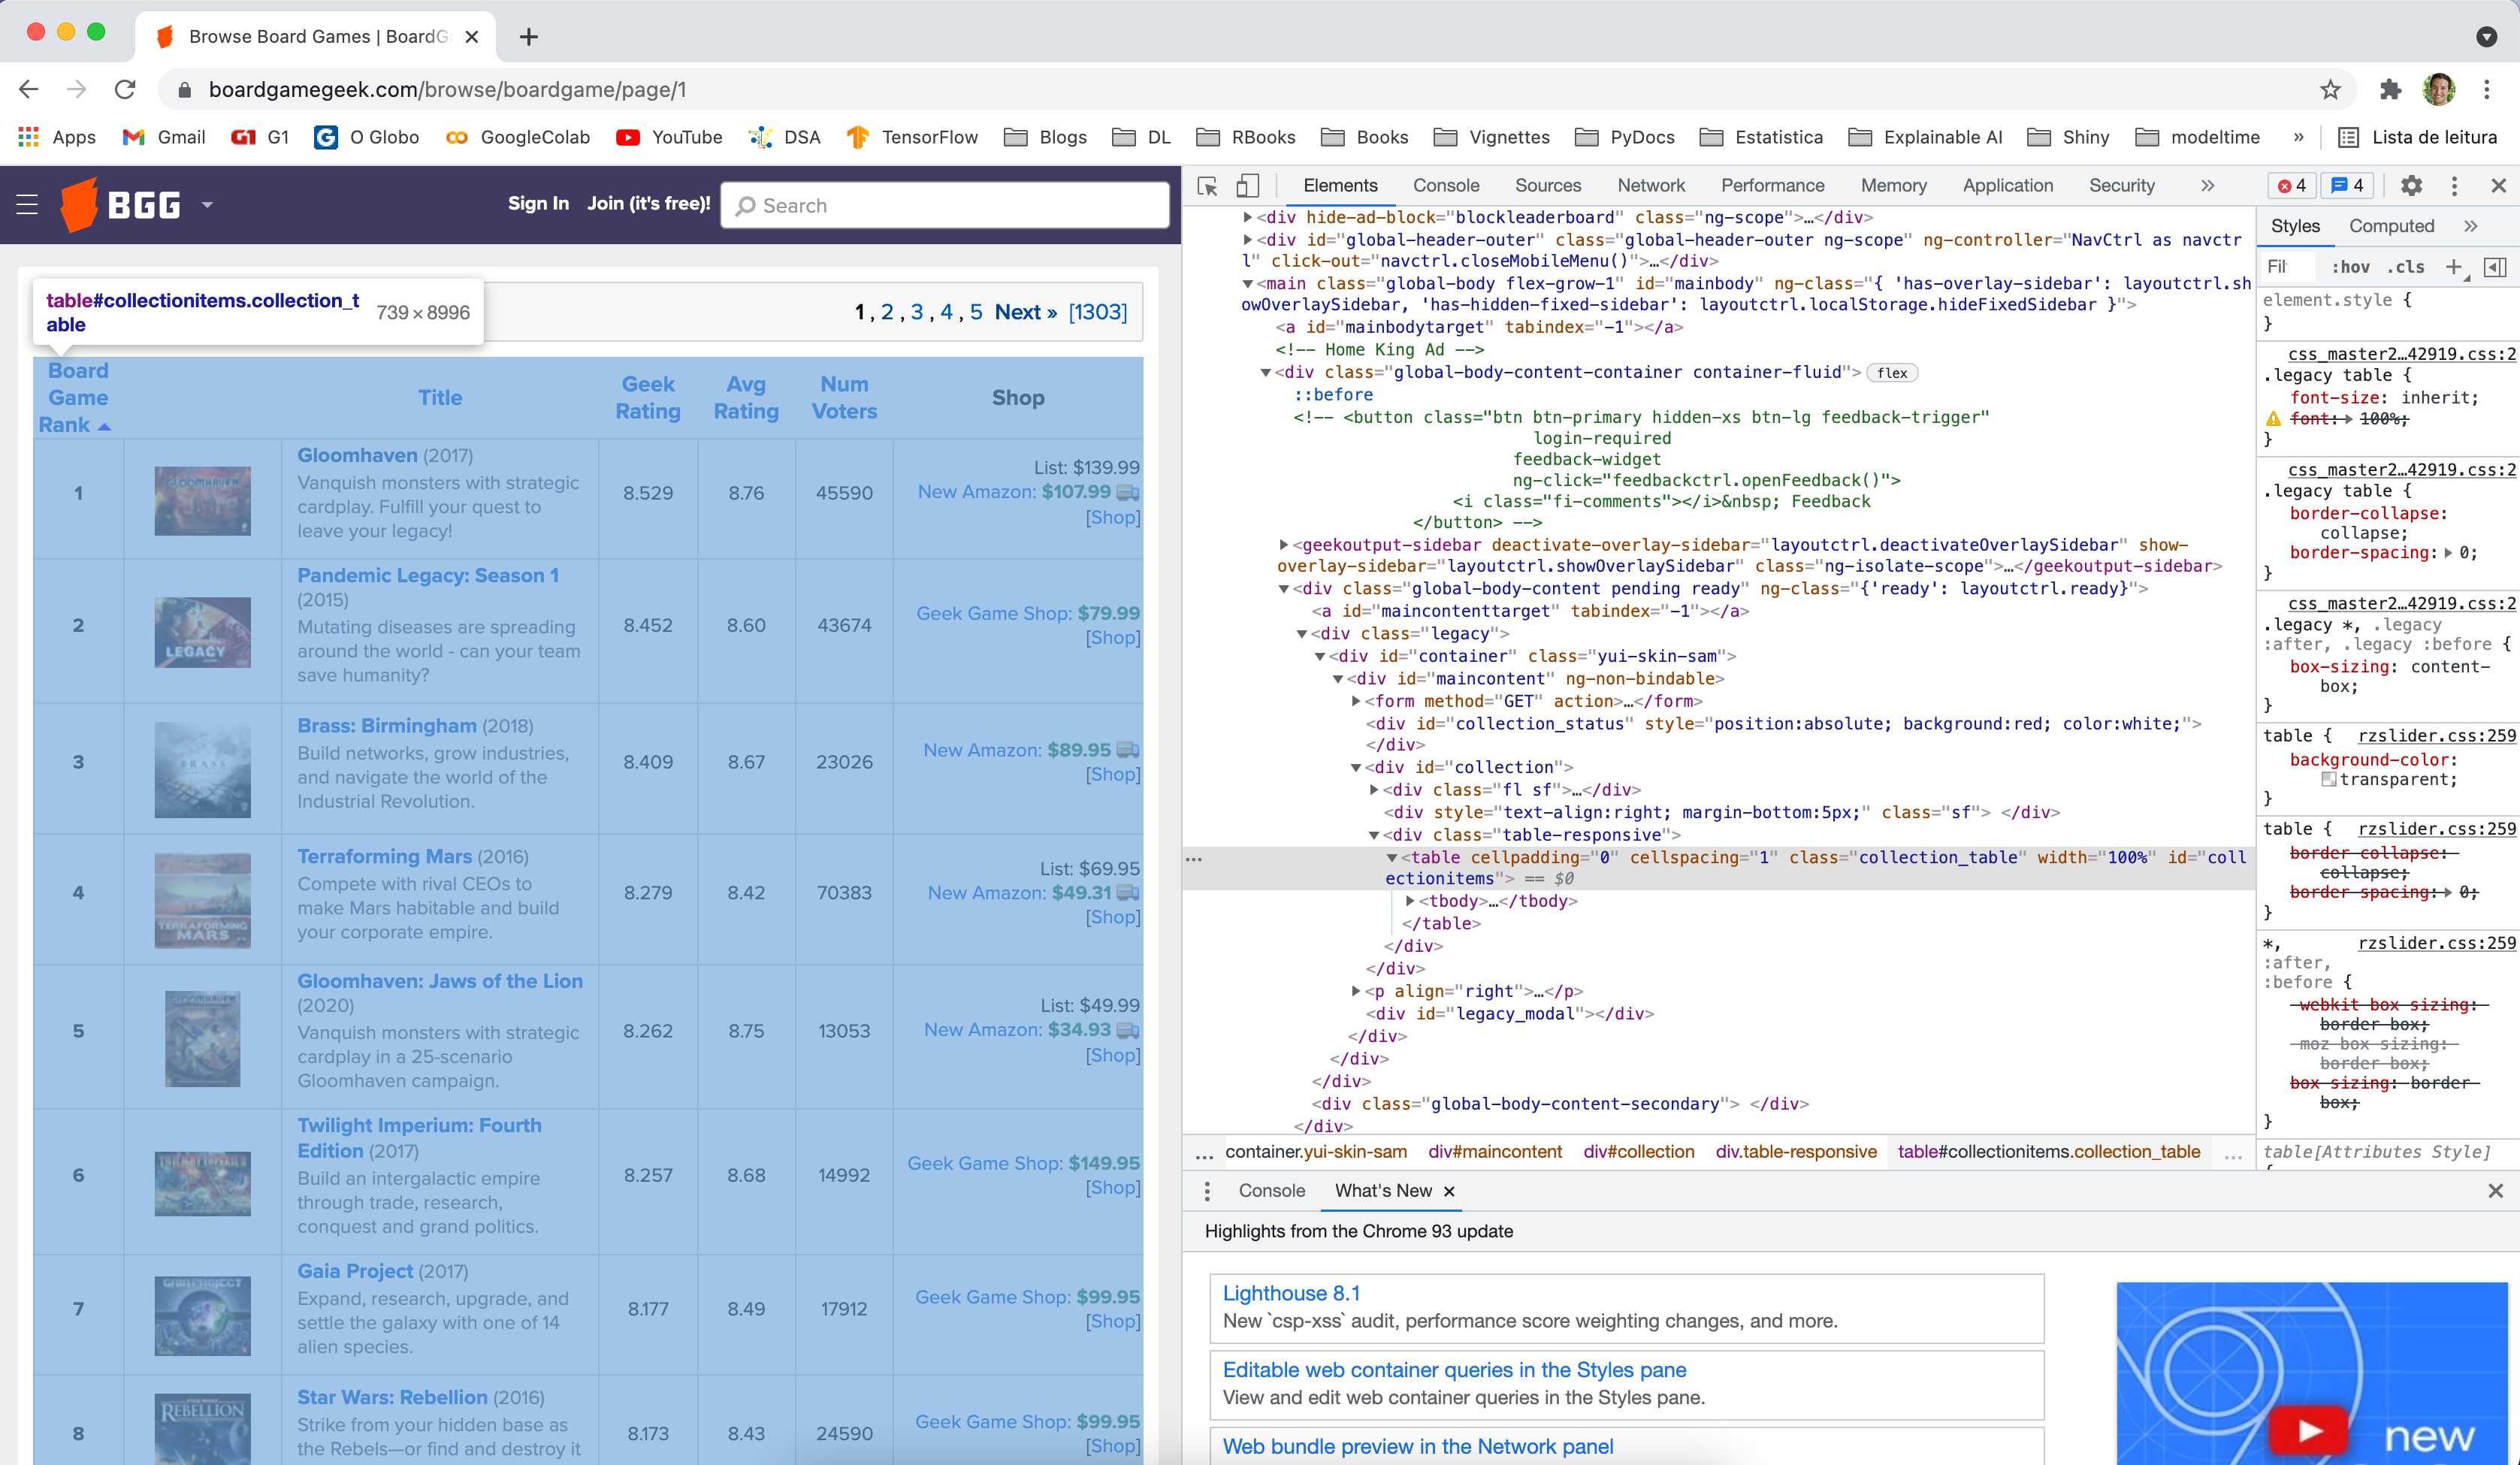 Browse Board Games | BoardG
boardgamegeek.com/browse/boardgame/page/1
Apps Gmail G1 O Globo GoogleColab YouTube DSA TensorFlow Blogs DL RBooks Books Vignettes PyDocs Estatistica Explainable AI Shiny modeltime » Lista de leitura
BGG Sign In Join (it's free)! Search
table#collectionitems.collection_t
able 739 × 8996
1 , 2 , 3 , 4 , 5 Next » [1303]
Board
Game
Rank
Title
Geek
Rating
Avg
Rating
Num
Voters
Shop
1
GLOOMHAVEN
Gloomhaven (2017)
Vanquish monsters with strategic
cardplay. Fulfill your quest to
leave your legacy!
8.529
8.76
45590
List: $139.99
New Amazon: $107.99
[Shop]
2
LEGACY
Pandemic Legacy: Season 1
(2015)
Mutating diseases are spreading
around the world - can your team
save humanity?
8.452
8.60
43674
Geek Game Shop: $79.99
[Shop]
3
BRASS
Brass: Birmingham (2018)
Build networks, grow industries,
and navigate the world of the
Industrial Revolution.
8.409
8.67
23026
New Amazon: $89.95
[Shop]
4
TERRAFORMING
MARS
Terraforming Mars (2016)
Compete with rival CEOs to
make Mars habitable and build
your corporate empire.
8.279
8.42
70383
List: $69.95
New Amazon: $49.31
[Shop]
5
Gloomhaven: Jaws of the Lion
(2020)
Vanquish monsters with strategic
cardplay in a 25-scenario
Gloomhaven campaign.
8.262
8.75
13053
List: $49.99
New Amazon: $34.93
[Shop]
6
TWILIGHT IMPERIUM
Twilight Imperium: Fourth
Edition (2017)
Build an intergalactic empire
through trade, research,
conquest and grand politics.
8.257
8.68
14992
Geek Game Shop: $149.95
[Shop]
7
GAIA PROJECT
Gaia Project (2017)
Expand, research, upgrade, and
settle the galaxy with one of 14
alien species.
8.177
8.49
17912
Geek Game Shop: $99.95
[Shop]
8
REBELLION
Star Wars: Rebellion (2016)
Strike from your hidden base as
the Rebels—or find and destroy it
8.173
8.43
24590
Geek Game Shop: $99.95
[Shop]
Elements Console Sources Network Performance Memory Application Security » 4 4
<div hide-ad-block="blockleaderboard" class="ng-scope">…</div>
<div id="global-header-outer" class="global-header-outer ng-scope" ng-controller="NavCtrl as navctr
l" click-out="navctrl.closeMobileMenu()">…</div>
<main class="global-body flex-grow-1" id="mainbody" ng-class="{ 'has-overlay-sidebar': layoutctrl.sh
owOverlaySidebar, 'has-hidden-fixed-sidebar': layoutctrl.localStorage.hideFixedSidebar }">
<a id="mainbodytarget" tabindex="-1"></a>
<!-- Home King Ad -->
<div class="global-body-content-container container-fluid"> flex
::before
<!-- <button class="btn btn-primary hidden-xs btn-lg feedback-trigger"
login-required
feedback-widget
ng-click="feedbackctrl.openFeedback()">
<i class="fi-comments"></i>&nbsp; Feedback
</button> -->
<geekoutput-sidebar deactivate-overlay-sidebar="layoutctrl.deactivateOverlaySidebar" show-
overlay-sidebar="layoutctrl.showOverlaySidebar" class="ng-isolate-scope">…</geekoutput-sidebar>
<div class="global-body-content pending ready" ng-class="{'ready': layoutctrl.ready}">
<a id="maincontenttarget" tabindex="-1"></a>
<div class="legacy">
<div id="container" class="yui-skin-sam">
<div id="maincontent" ng-non-bindable>
<form method="GET" action>…</form>
<div id="collection_status" style="position:absolute; background:red; color:white;">
</div>
<div id="collection">
<div class="fl sf">…</div>
<div style="text-align:right; margin-bottom:5px;" class="sf"> </div>
<div class="table-responsive">
… <table cellpadding="0" cellspacing="1" class="collection_table" width="100%" id="coll
ectionitems"> == $0
<tbody>…</tbody>
</table>
</div>
</div>
<p align="right">…</p>
<div id="legacy_modal"></div>
</div>
</div>
</div>
<div class="global-body-content-secondary"> </div>
</div>
… container.yui-skin-sam div#maincontent div#collection div.table-responsive table#collectionitems.collection_table …
Styles Computed »
Fil :hov .cls +
element.style {
}
css_master2…42919.css:2
.legacy table {
font-size: inherit;
font: 100%;
}
css_master2…42919.css:2
.legacy table {
border-collapse:
collapse;
border-spacing: 0;
}
css_master2…42919.css:2
.legacy *, .legacy
:after, .legacy :before {
box-sizing: content-
box;
}
table { rzslider.css:259
background-color:
transparent;
}
table { rzslider.css:259
border-collapse:
collapse;
border-spacing: 0;
}
*, rzslider.css:259
:after,
:before {
-webkit-box-sizing:
border-box;
-moz-box-sizing:
border-box;
box-sizing: border-
box;
}
table[Attributes Style]
{
Console What's New
Highlights from the Chrome 93 update
Lighthouse 8.1
New `csp-xss` audit, performance score weighting changes, and more.
Editable web container queries in the Styles pane
View and edit web container queries in the Styles pane.
Web bundle preview in the Network panel
new